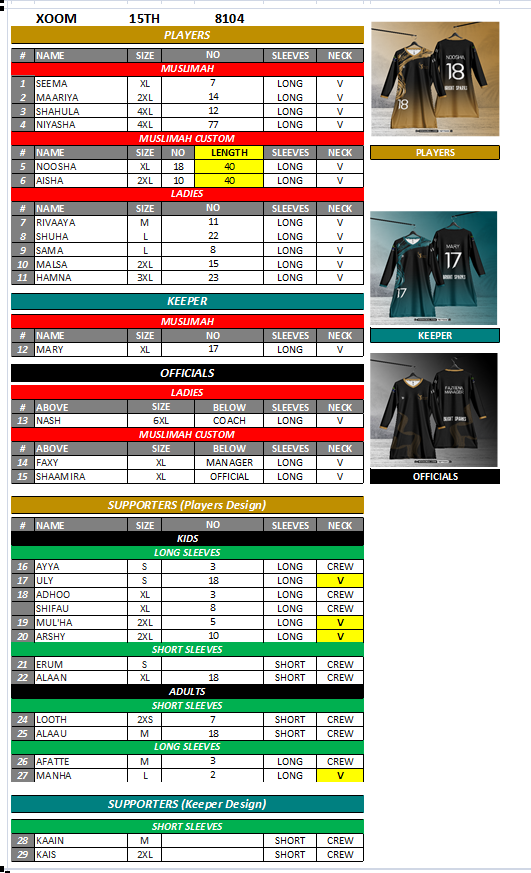 XOOM 15TH 8104
PLAYERS
# NAME SIZE NO SLEEVES NECK
MUSLIMAH
1 SEEMA XL 7 LONG V
2 MAARIYA 2XL 14 LONG V
3 SHAHULA 4XL 12 LONG V
4 NIYASHA 4XL 77 LONG V
MUSLIMAH CUSTOM
# NAME SIZE NO LENGTH SLEEVES NECK
5 NOOSHA XL 18 40 LONG V
6 AISHA 2XL 10 40 LONG V
LADIES
# NAME SIZE NO SLEEVES NECK
7 RIVAAYA M 11 LONG V
8 SHUHA L 22 LONG V
9 SAMA L 8 LONG V
10 MALSA 2XL 15 LONG V
11 HAMNA 3XL 23 LONG V
KEEPER
MUSLIMAH
# NAME SIZE NO SLEEVES NECK
12 MARY XL 17 LONG V
OFFICIALS
LADIES
# ABOVE SIZE BELOW SLEEVES NECK
13 NASH 6XL COACH LONG V
MUSLIMAH CUSTOM
# ABOVE SIZE BELOW SLEEVES NECK
14 FAXY XL MANAGER LONG V
15 SHAAMIRA XL OFFICIAL LONG V
SUPPORTERS (Players Design)
# NAME SIZE NO SLEEVES NECK
KIDS
LONG SLEEVES
16 AYYA S 3 LONG CREW
17 ULY S 18 LONG V
18 ADHOO XL 3 LONG CREW
SHIFAU XL 8 LONG CREW
19 MUL'HA 2XL 5 LONG V
20 ARSHY 2XL 10 LONG V
SHORT SLEEVES
21 ERUM S SHORT CREW
22 ALAAN XL 18 SHORT CREW
ADULTS
SHORT SLEEVES
24 LOOTH 2XS 7 SHORT CREW
25 ALAAU M 18 SHORT CREW
LONG SLEEVES
26 AFATTE M 3 LONG CREW
27 MANHA L 2 LONG V
SUPPORTERS (Keeper Design)
SHORT SLEEVES
28 KAAIN M SHORT CREW
29 KAIS 2XL SHORT CREW
NOOSHA
18
18
PLAYERS
MARY
17
17
KEEPER
MANAGER
OFFICIALS